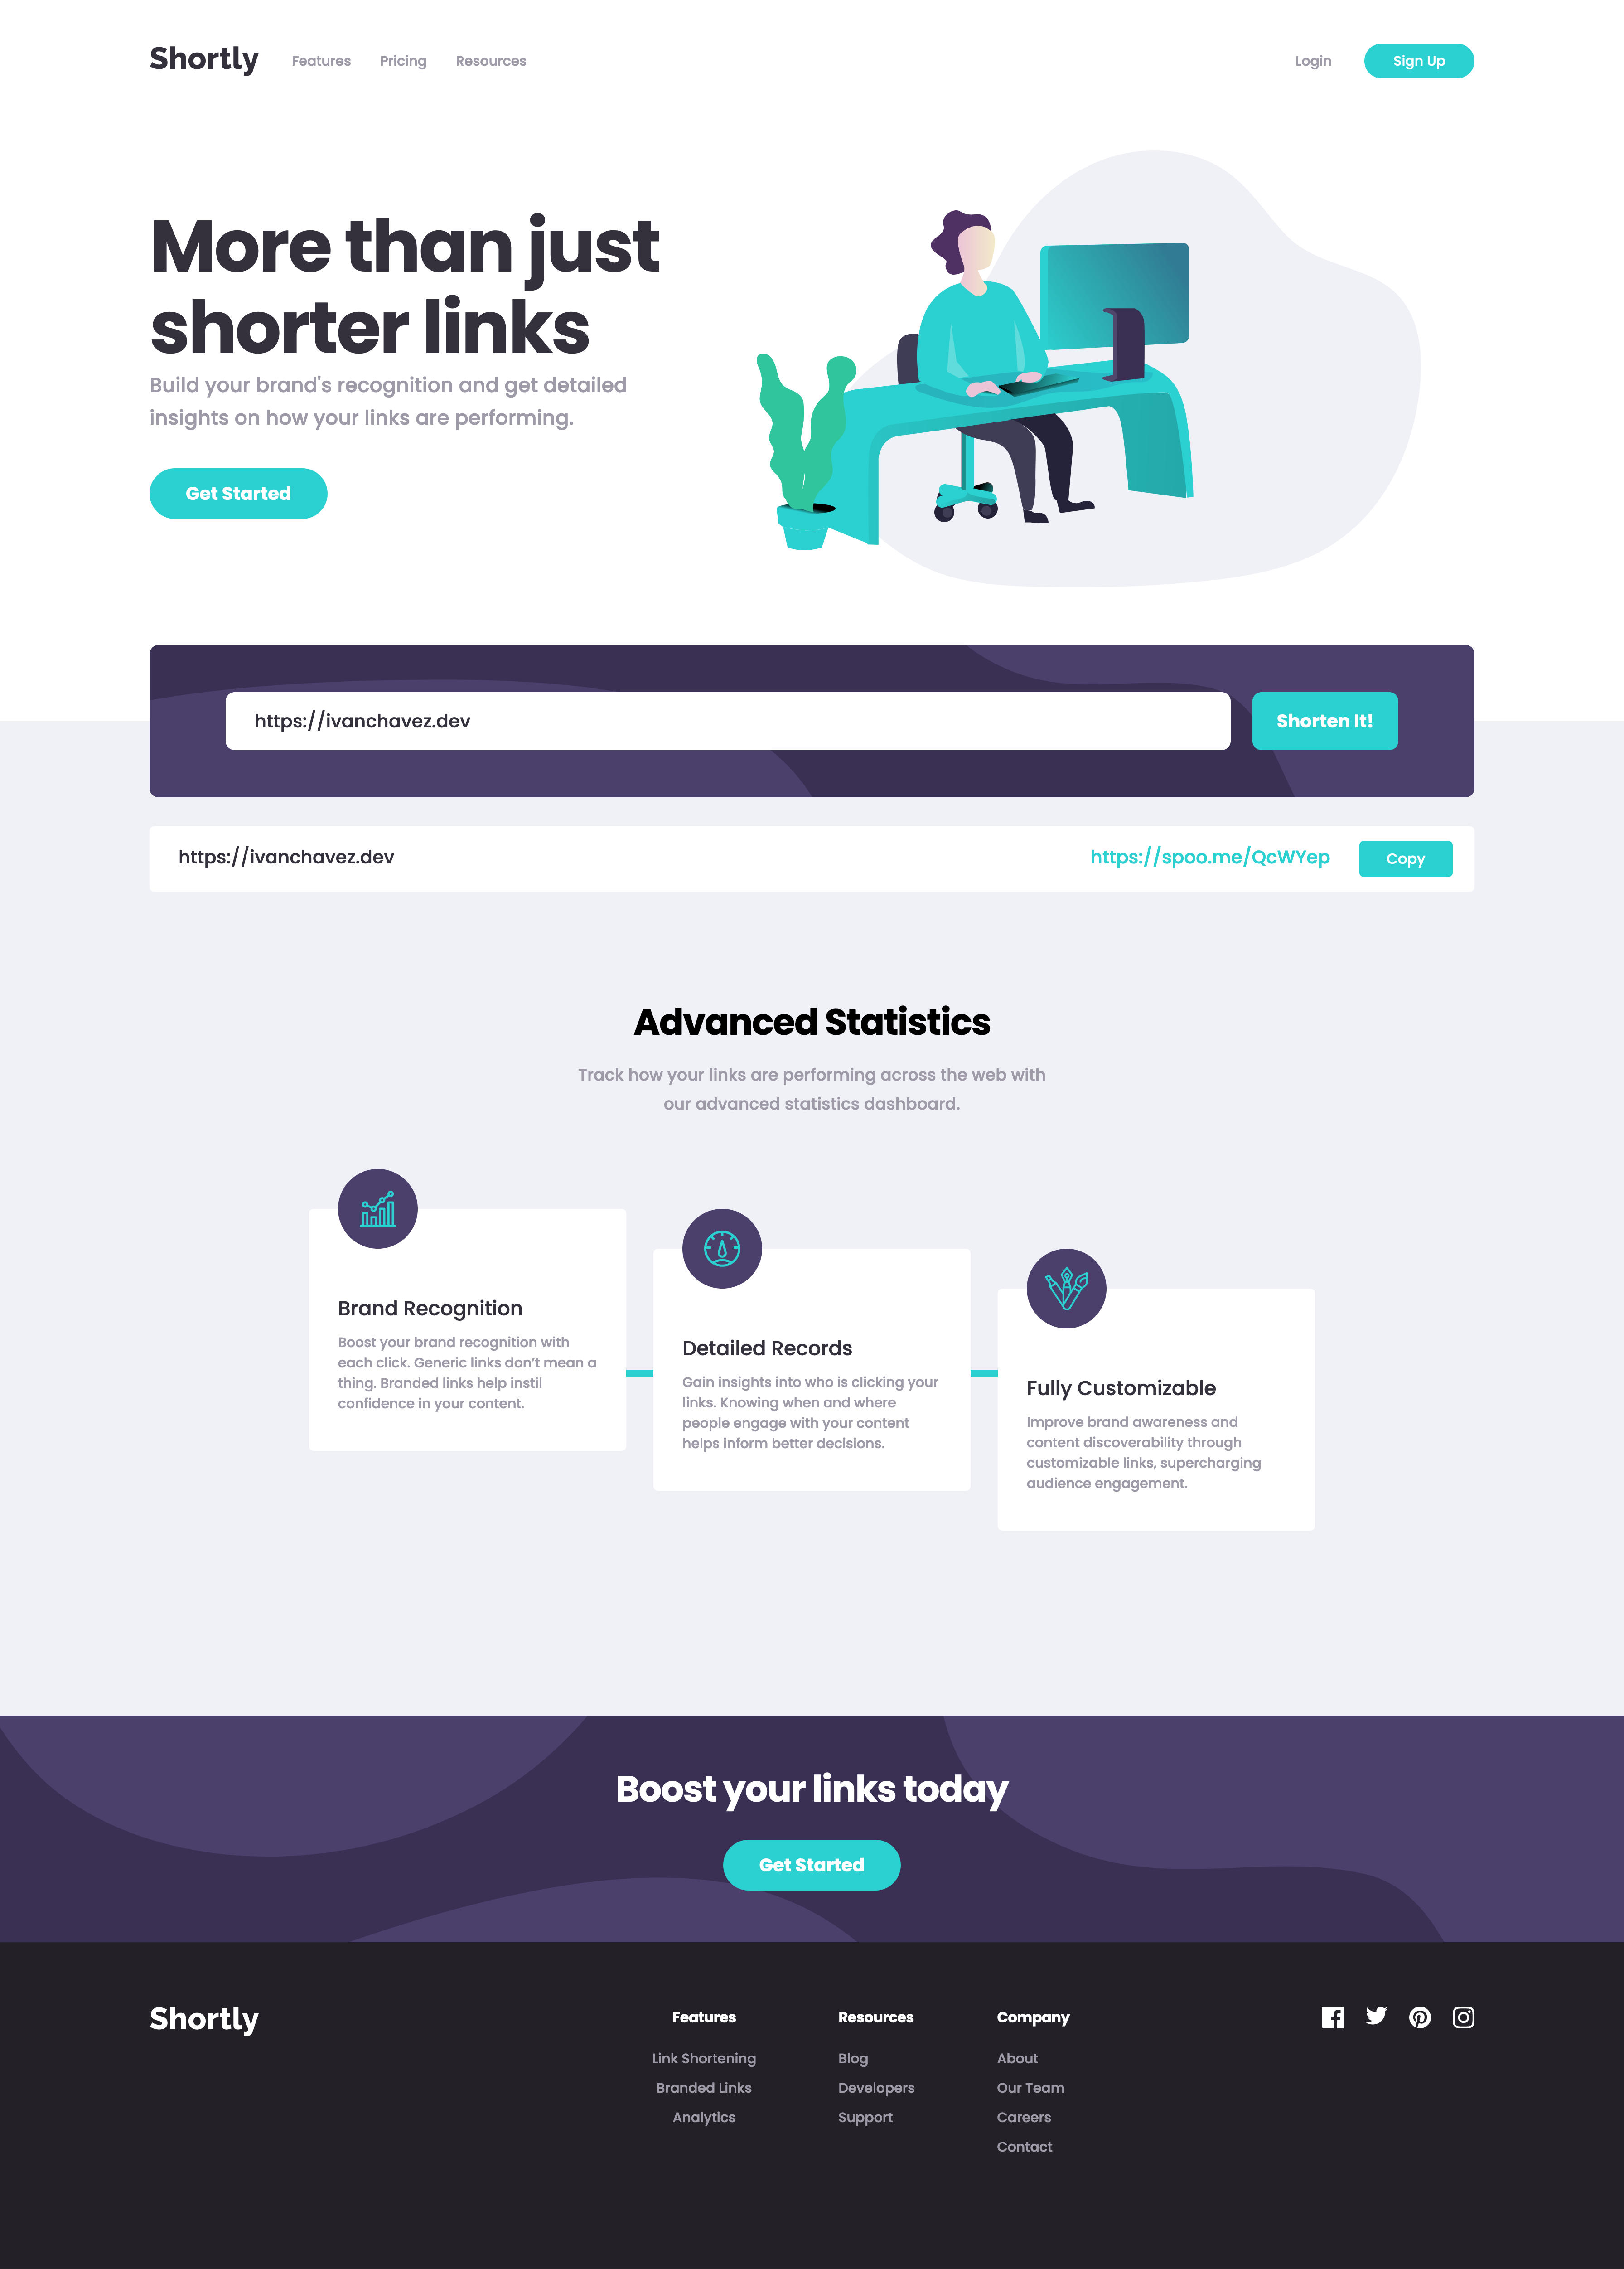 Shortly
Features
Pricing
Resources
Login
Sign Up
More than just
shorter links
Build your brand's recognition and get detailed
insights on how your links are performing.
Get Started
https://ivanchavez.dev
Shorten It!
https://ivanchavez.dev
https://spoo.me/QcWYep
Copy
Advanced Statistics
Track how your links are performing across the web with
our advanced statistics dashboard.
Brand Recognition
Boost your brand recognition with
each click. Generic links don’t mean a
thing. Branded links help instil
confidence in your content.
Detailed Records
Gain insights into who is clicking your
links. Knowing when and where
people engage with your content
helps inform better decisions.
Fully Customizable
Improve brand awareness and
content discoverability through
customizable links, supercharging
audience engagement.
Boost your links today
Get Started
Shortly
Features
Link Shortening
Branded Links
Analytics
Resources
Blog
Developers
Support
Company
About
Our Team
Careers
Contact